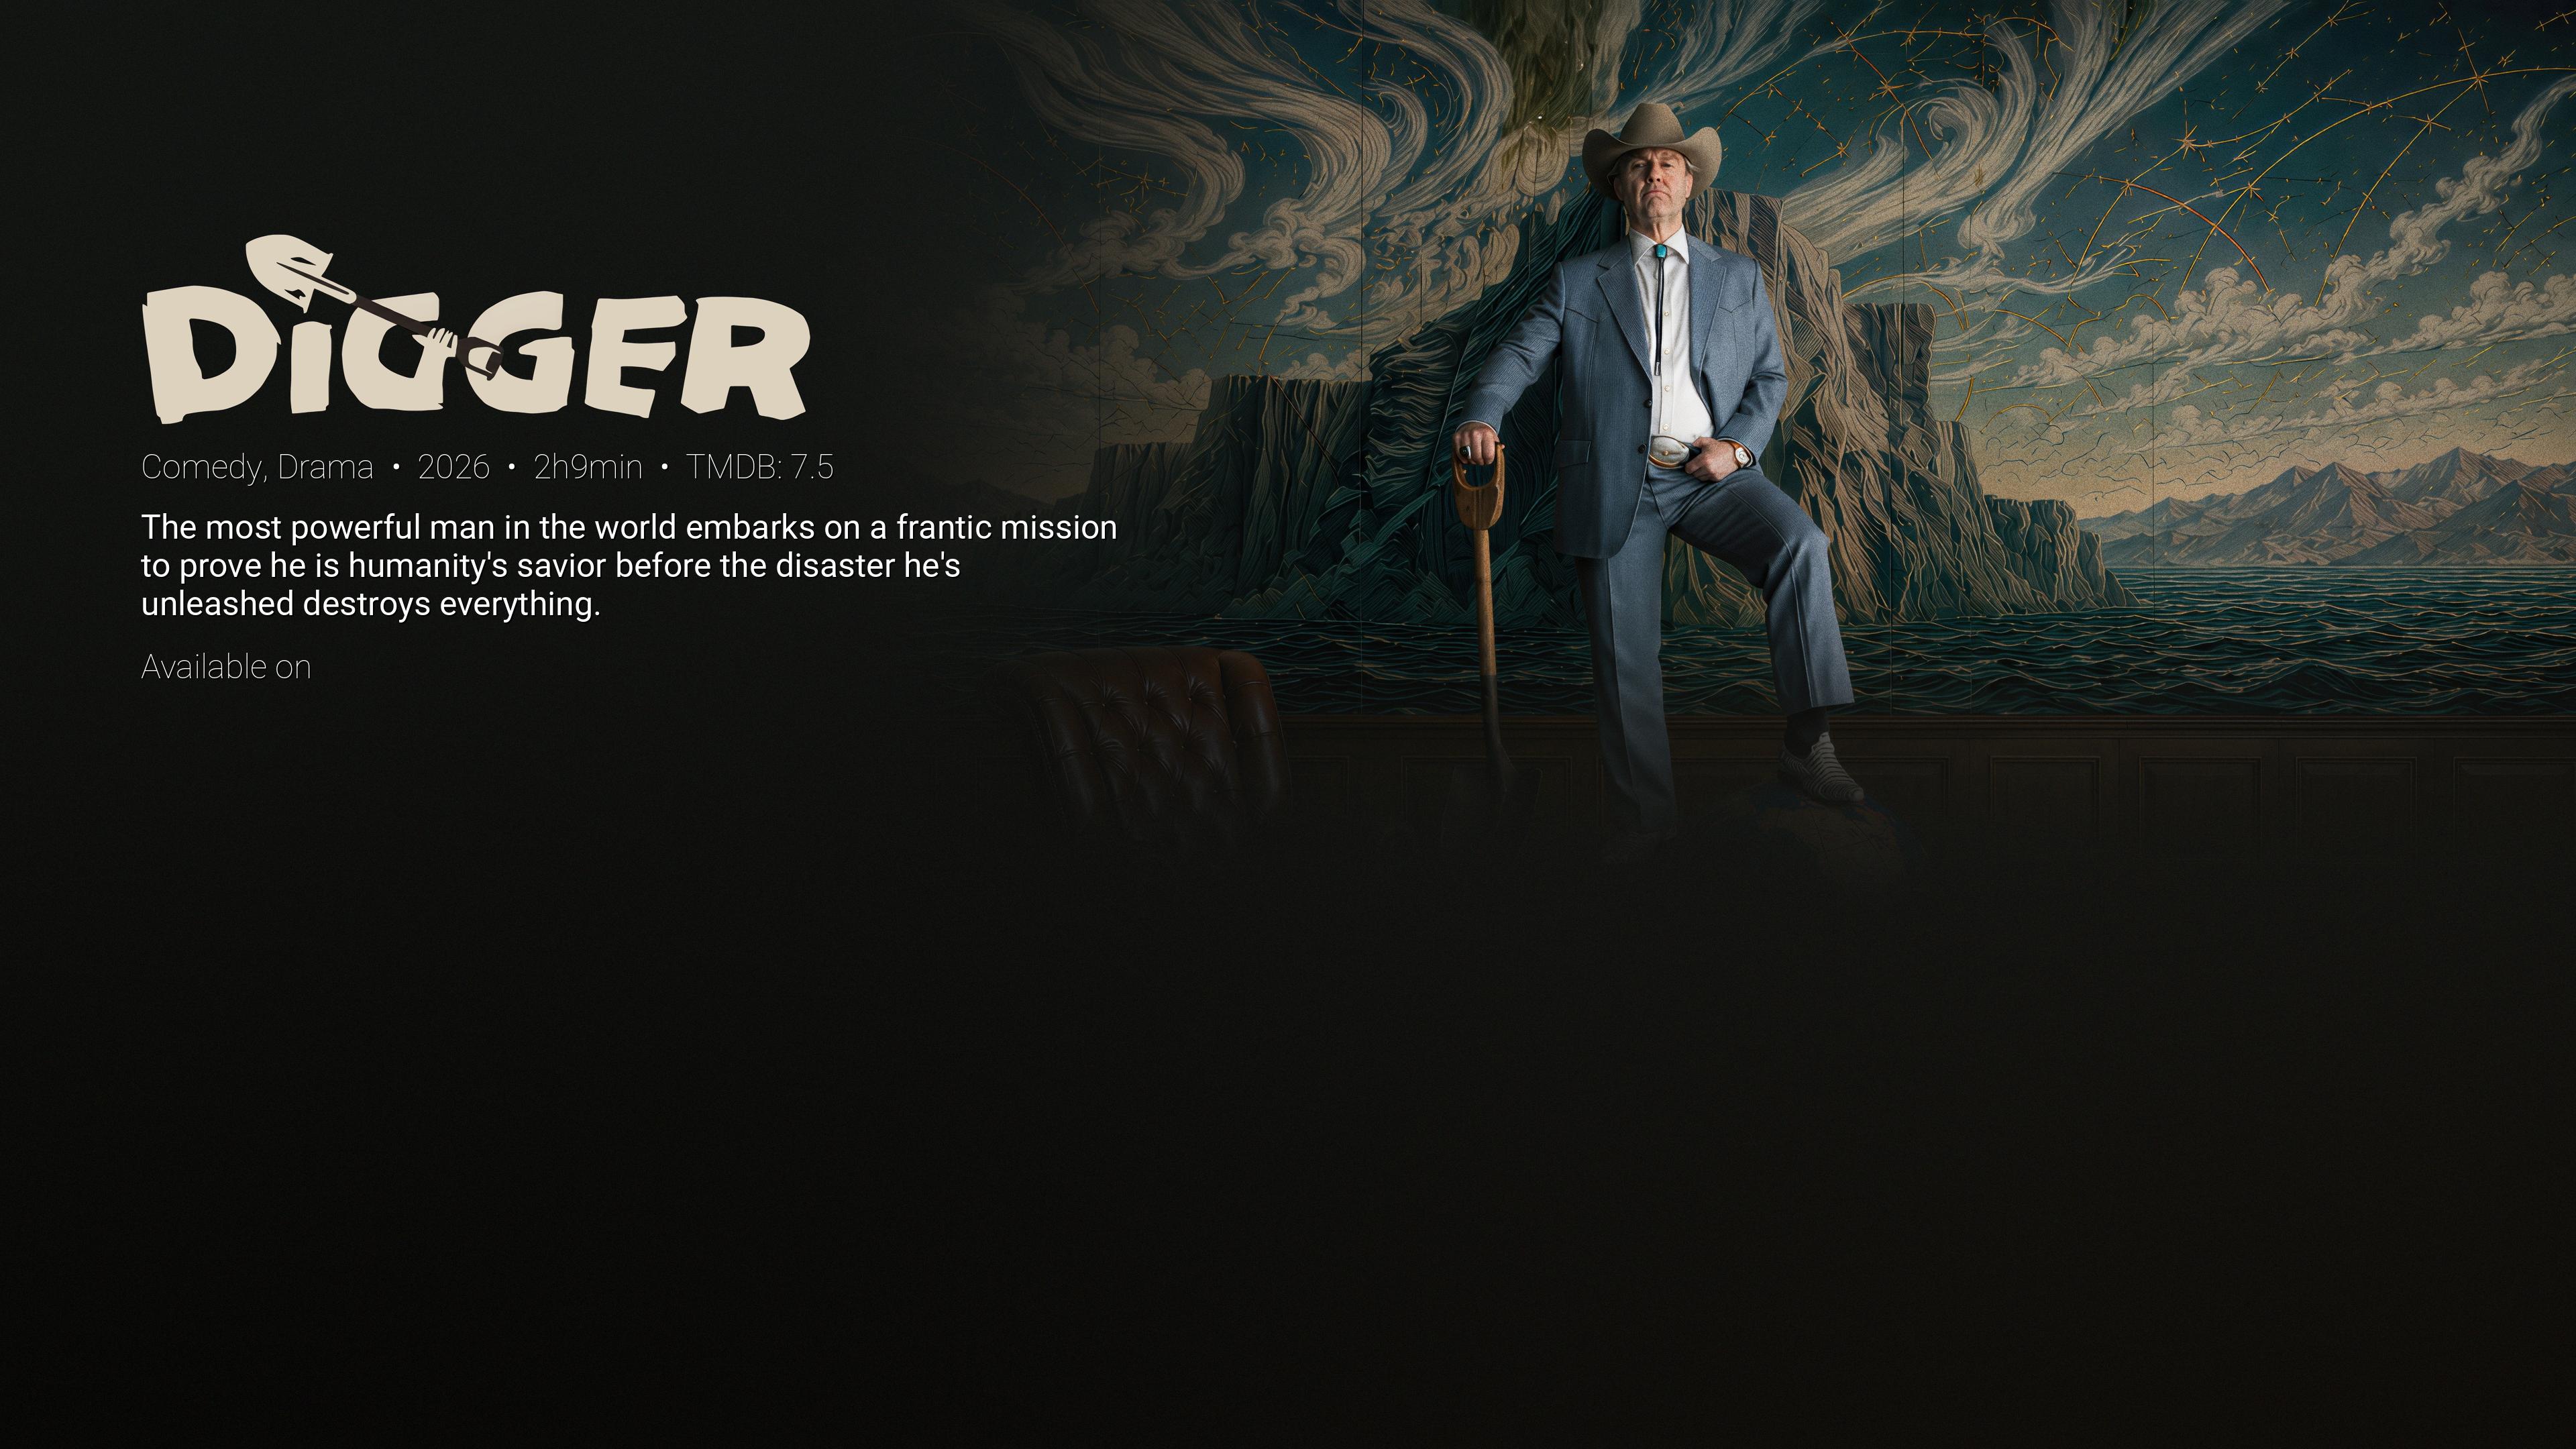 DiGGER
Comedy, Drama • 2026 • 2h9min • TMDB: 7.5
The most powerful man in the world embarks on a frantic mission
to prove he is humanity's savior before the disaster he's
unleashed destroys everything.
Available on